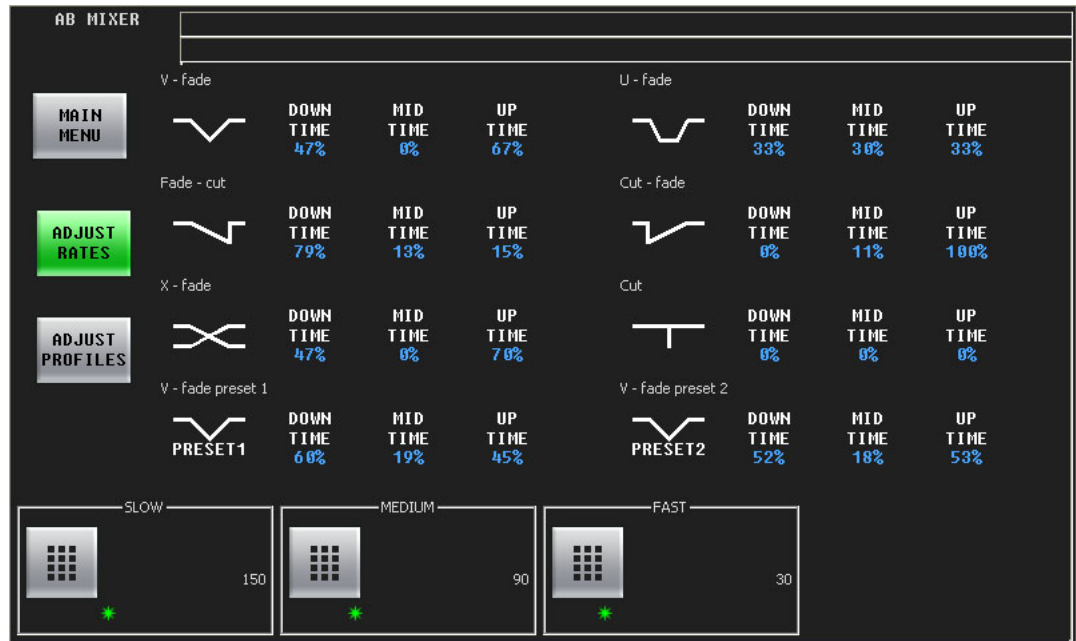 AB MIXER
MAIN
MENU
ADJUST
RATES
ADJUST
PROFILES
V - fade
DOWN MID UP
TIME TIME TIME
47% 0% 67%
U - fade
DOWN MID UP
TIME TIME TIME
33% 30% 33%
Fade - cut
DOWN MID UP
TIME TIME TIME
79% 13% 15%
Cut - fade
DOWN MID UP
TIME TIME TIME
0% 11% 100%
X - fade
DOWN MID UP
TIME TIME TIME
47% 0% 70%
Cut
DOWN MID UP
TIME TIME TIME
0% 0% 0%
V - fade preset 1
PRESET1
DOWN MID UP
TIME TIME TIME
60% 19% 45%
V - fade preset 2
PRESET2
DOWN MID UP
TIME TIME TIME
52% 18% 53%
SLOW
150
MEDIUM
90
FAST
30